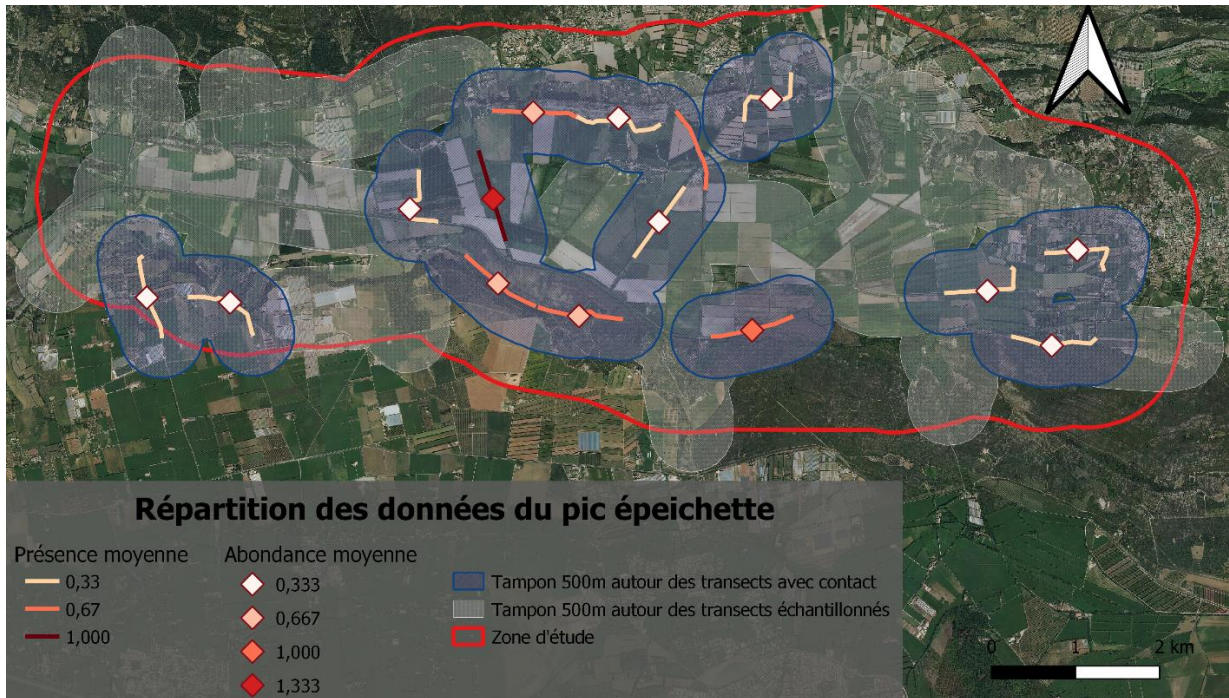 Répartition des données du pic épeichette
Présence moyenne
0,33
0,67
1,000
Abondance moyenne
0,333
0,667
1,000
1,333
Tampon 500m autour des transects avec contact
Tampon 500m autour des transects échantillonnés
Zone d'étude
0 1 2 km